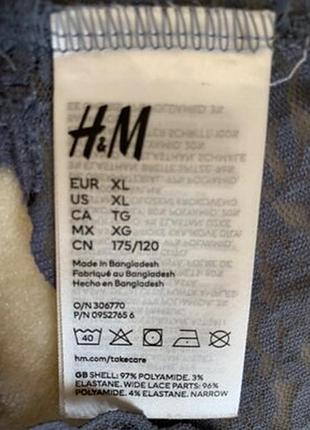 H&M
EUR XL
US XL
CA TG
MX XG
CN 175/120
Made in Bangladesh
Fabriqué au Bangladesh
Hecho en Bangladesh
O/N 306770
P/N 0952765 6
40
hm.com/takecare
GB SHELL: 97% POLYAMIDE. 3%
ELASTANE. WIDE LACE PARTS: 96%
POLYAMIDE. 4% ELASTANE. NARROW